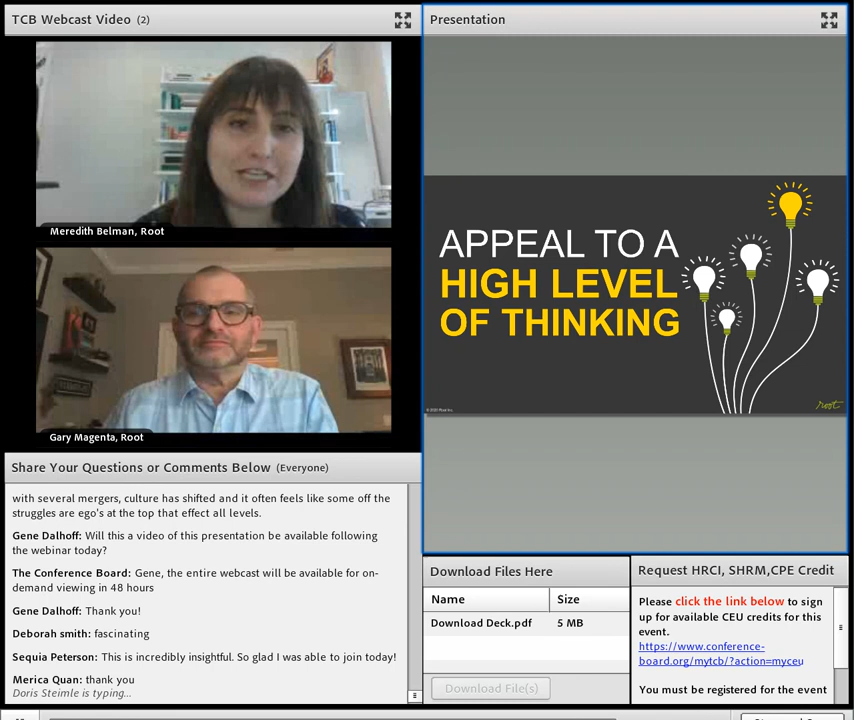 TCB Webcast Video (2)
Meredith Belman, Root
Gary Magenta, Root
Share Your Questions or Comments Below (Everyone)
with several mergers, culture has shifted and it often feels like some off the
struggles are ego's at the top that effect all levels.
Gene Dalhoff: Will this a video of this presentation be available following
the webinar today?
The Conference Board: Gene, the entire webcast will be available for on-
demand viewing in 48 hours
Gene Dalhoff: Thank you!
Deborah smith: fascinating
Sequia Peterson: This is incredibly insightful. So glad I was able to join today!
Merica Quan: thank you
Doris Steimle is typing...
Presentation
APPEAL TO A
HIGH LEVEL
OF THINKING
root
Download Files Here
Name Size
Download Deck.pdf 5 MB
Download File(s)
Request HRCI, SHRM,CPE Credit
Please click the link below to sign
up for available CEU credits for this
event.
https://www.conference-
board.org/mytcb/?action=myceu
You must be registered for the event